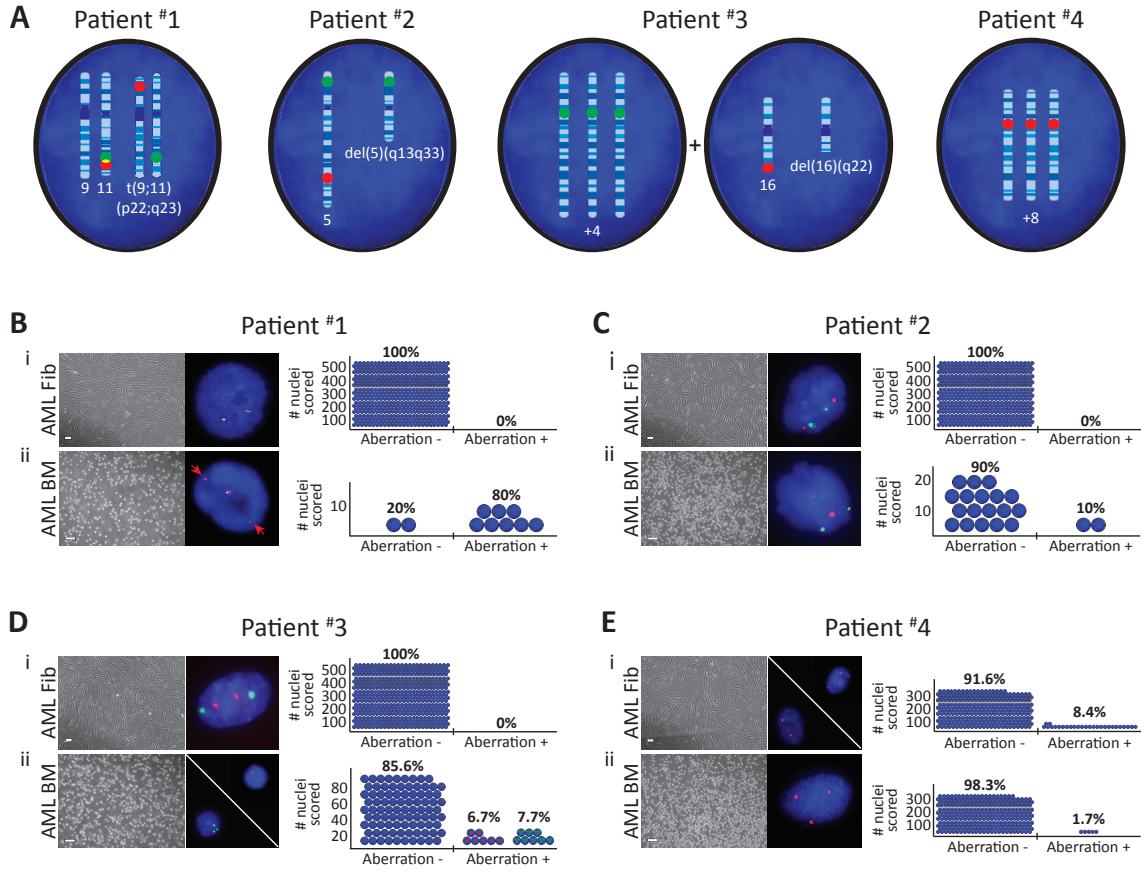 A
Patient #1
Patient #2
Patient #3
Patient #4
9
11
t(9;11)
(p22;q23)
5
del(5)(q13q33)
+4
+
16
del(16)(q22)
+8
B
Patient #1
i
AML Fib
# nuclei
scored
500
400
300
200
100
100%
0%
Aberration -
Aberration +
ii
AML BM
# nuclei
scored
10
20%
80%
Aberration -
Aberration +
C
Patient #2
i
AML Fib
# nuclei
scored
500
400
300
200
100
100%
0%
Aberration -
Aberration +
ii
AML BM
# nuclei
scored
20
10
90%
10%
Aberration -
Aberration +
D
Patient #3
i
AML Fib
# nuclei
scored
500
400
300
200
100
100%
0%
Aberration -
Aberration +
ii
AML BM
# nuclei
scored
80
60
40
20
85.6%
6.7%
7.7%
Aberration -
Aberration +
E
Patient #4
i
AML Fib
# nuclei
scored
300
200
100
91.6%
8.4%
Aberration -
Aberration +
ii
AML BM
# nuclei
scored
300
200
100
98.3%
1.7%
Aberration -
Aberration +